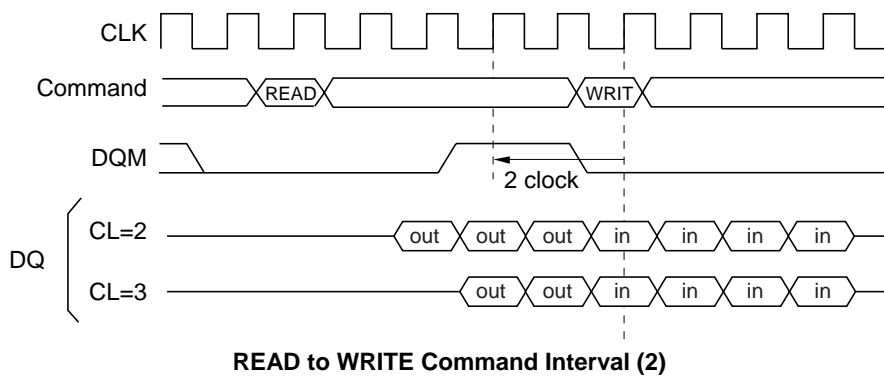 CLK
Command READ WRIT
DQM
2 clock
DQ
CL=2 out out out in in in in
CL=3 out out in in in in
READ to WRITE Command Interval (2)